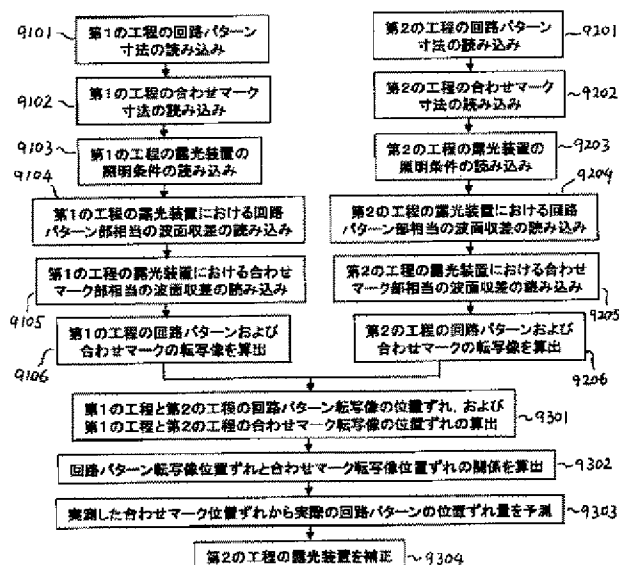 9101
第1の工程の回路パターン
寸法の読み込み
9102
第1の工程の合わせマーク
寸法の読み込み
9103
第1の工程の露光装置の
照明条件の読み込み
9104
第1の工程の露光装置における回路
パターン部相当の波面収差の読み込み
9105
第1の工程の露光装置における合わせ
マーク部相当の波面収差の読み込み
9106
第1の工程の回路パターンおよび
合わせマークの転写像を算出
第2の工程の回路パターン
寸法の読み込み
9201
第2の工程の合わせマーク
寸法の読み込み
9202
第2の工程の露光装置の
照明条件の読み込み
9203
第2の工程の露光装置における回路
パターン部相当の波面収差の読み込み
9204
第2の工程の露光装置における合わせ
マーク部相当の波面収差の読み込み
9205
第2の工程の回路パターンおよび
合わせマークの転写像を算出
9206
第1の工程と第2の工程の回路パターン転写像の位置ずれ、および
第1の工程と第2の工程の合わせマーク転写像の位置ずれの算出
9301
回路パターン転写像位置ずれと合わせマーク転写像位置ずれの関係を算出
9302
実測した合わせマーク位置ずれから実際の回路パターンの位置ずれ量を予測
9303
第2の工程の露光装置を補正
9304